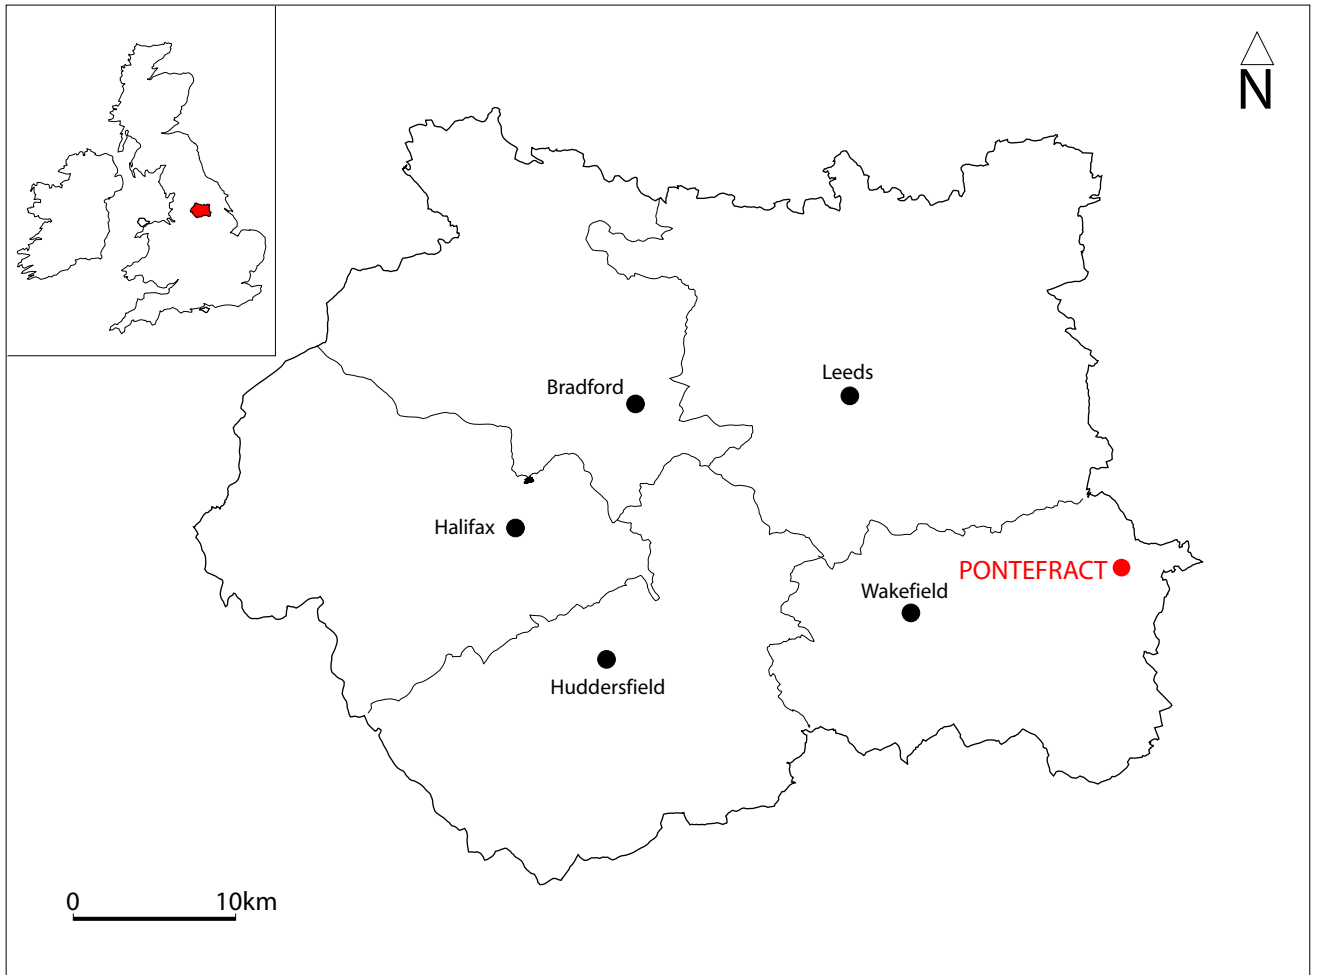 N
Leeds
Bradford
Halifax
PONTEFRACT
Wakefield
Huddersfield
0 10km